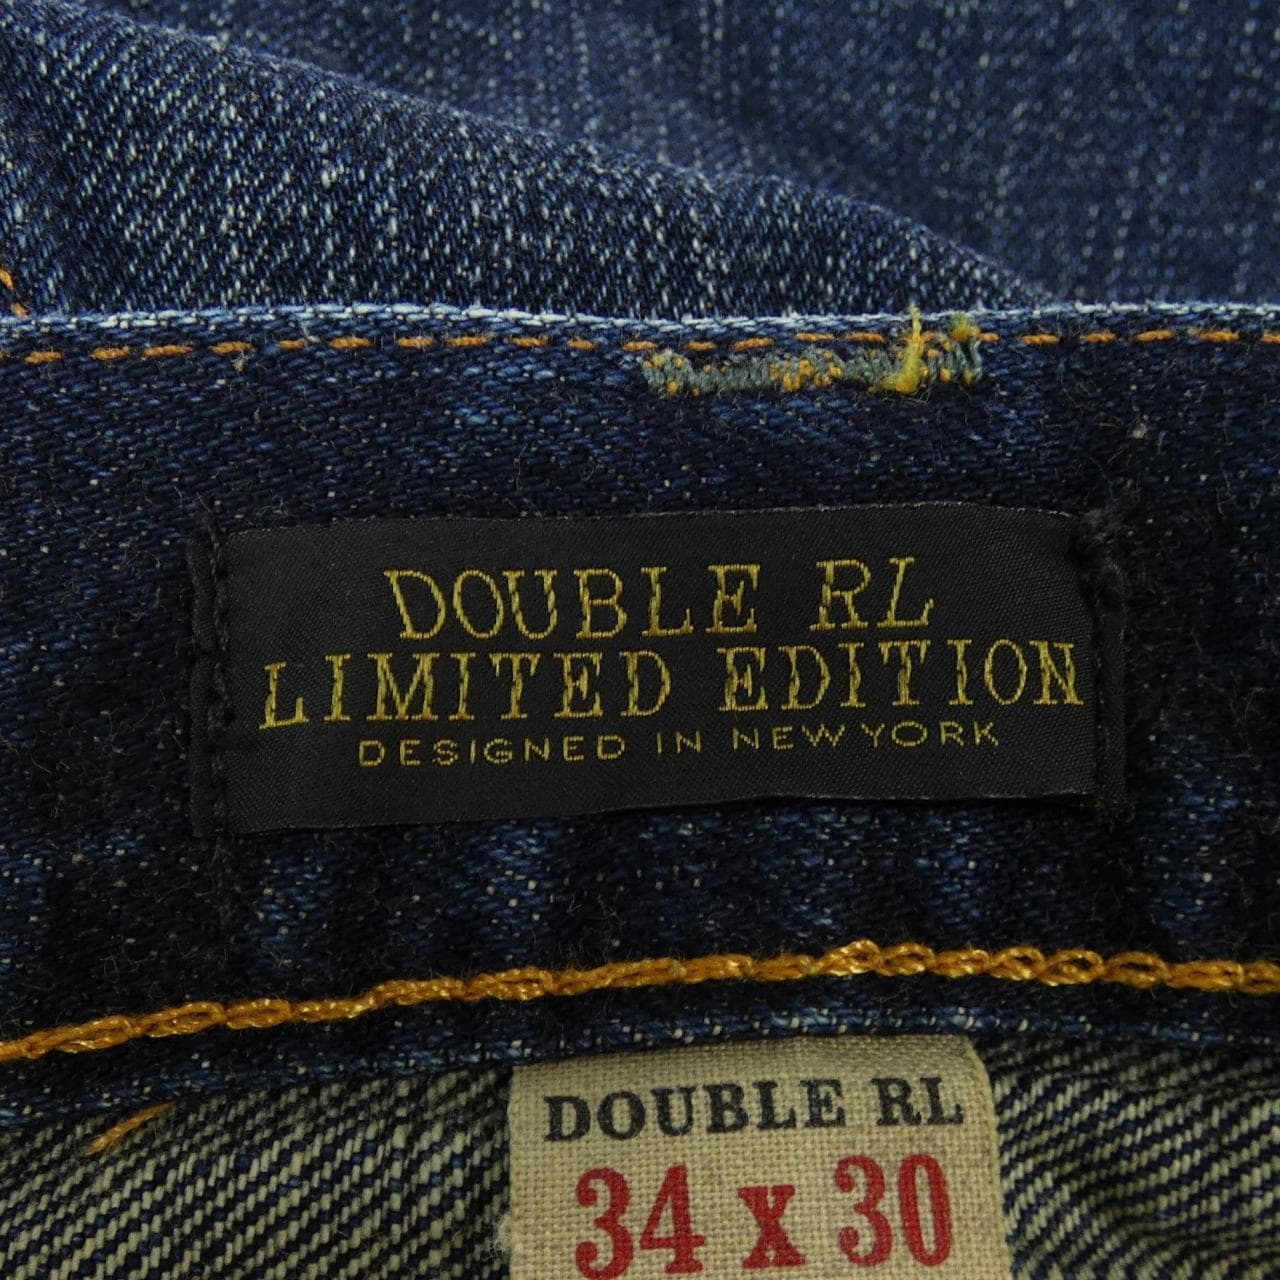 DOUBLE RL
LIMITED EDITION
DESIGNED IN NEW YORK
DOUBLE RL
34 x 30